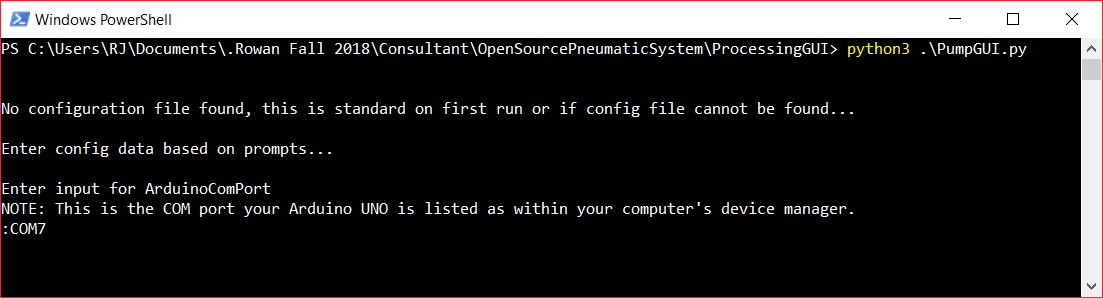 Windows PowerShell
PS C:\Users\RJ\Documents\.Rowan Fall 2018\Consultant\OpenSourcePneumaticSystem\ProcessingGUI> python3 .\PumpGUI.py
No configuration file found, this is standard on first run or if config file cannot be found...
Enter config data based on prompts...
Enter input for ArduinoComPort
NOTE: This is the COM port your Arduino UNO is listed as within your computer's device manager.
:COM7